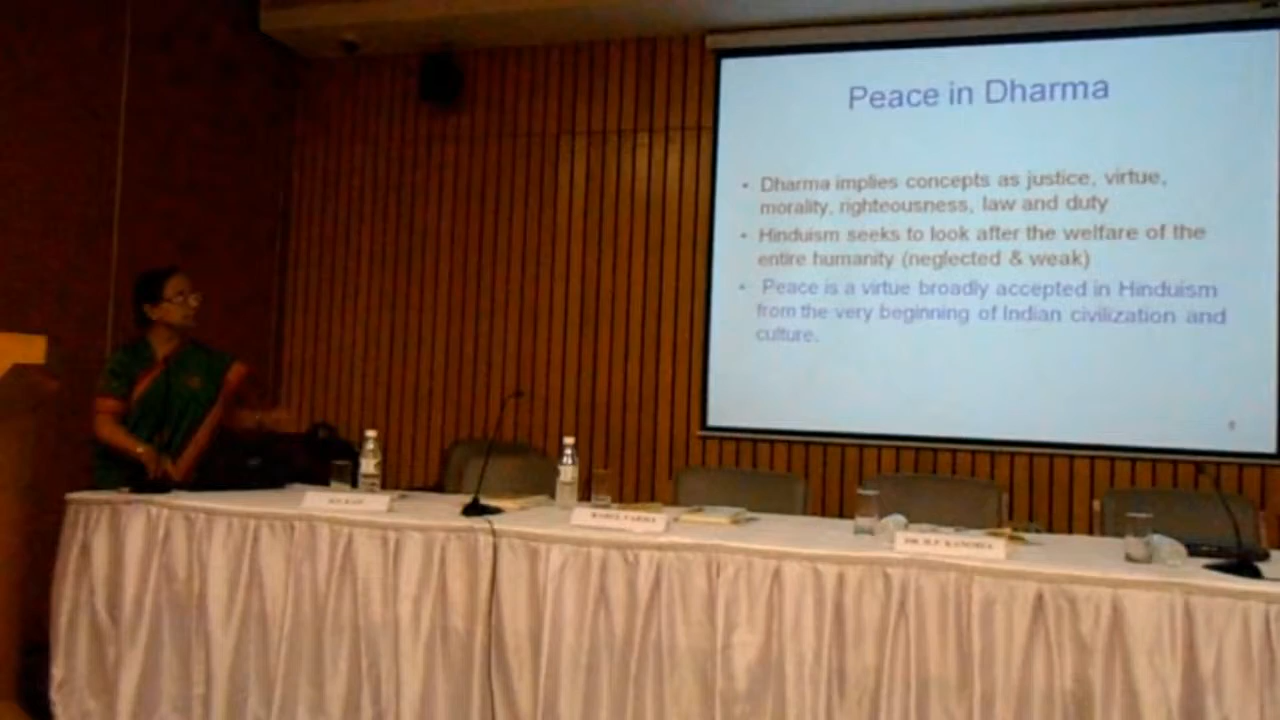 Peace in Dharma
• Dharma implies concepts as justice, virtue,
morality, righteousness, law and duty
• Hinduism seeks to look after the welfare of the
entire humanity (neglected & weak)
• Peace is a virtue broadly accepted in Hinduism
from the very beginning of Indian civilization and
culture.